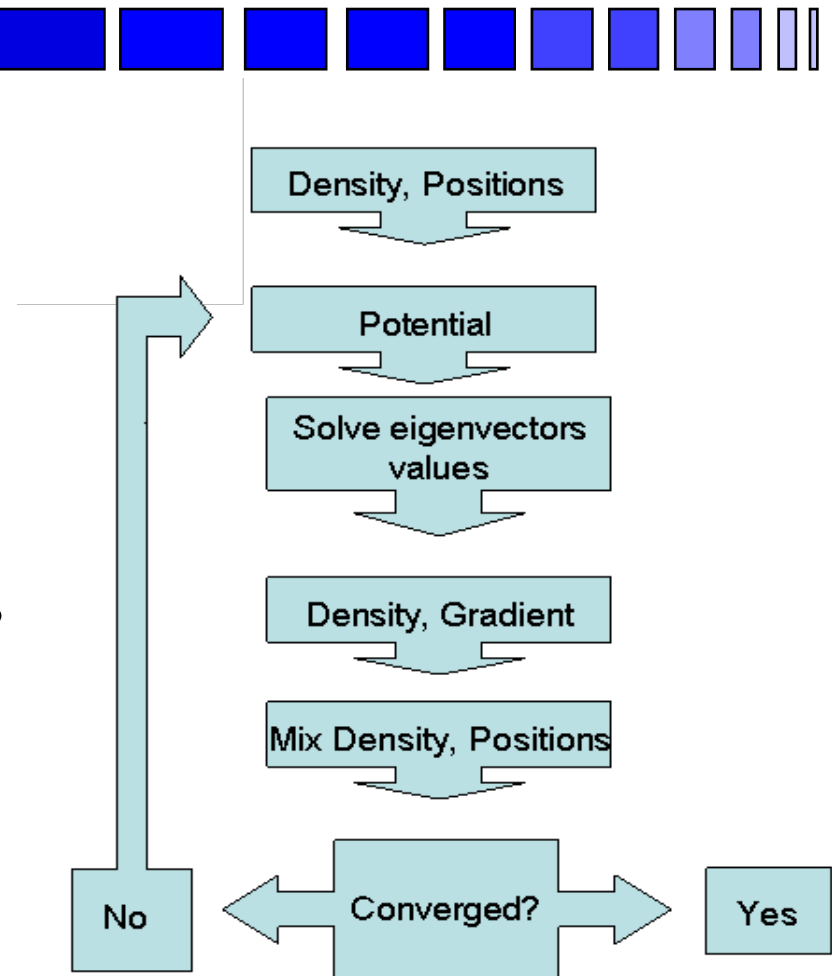 Density, Positions
Potential
Solve eigenvectors
values
Density, Gradient
Mix Density, Positions
No
Converged?
Yes